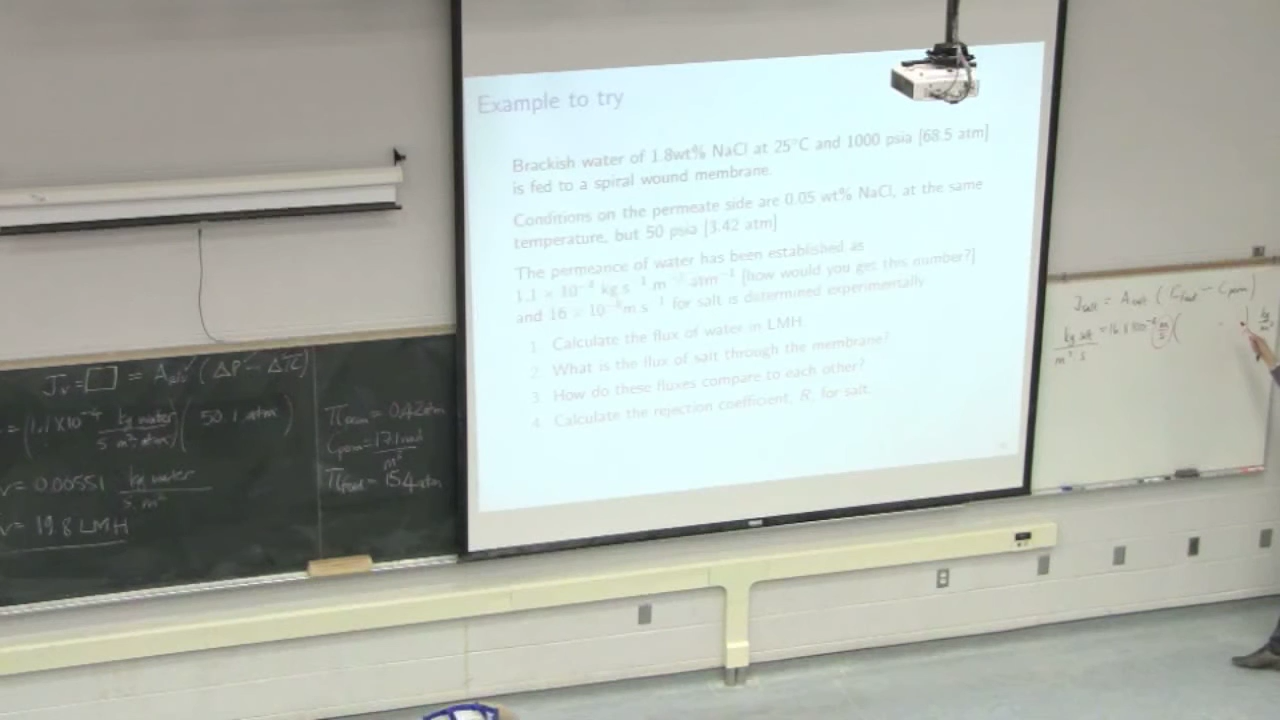 Example to try
Brackish water of 1.8wt% NaCl at 25°C and 1000 psia [68.5 atm]
is fed to a spiral wound membrane.
Conditions on the permeate side are 0.05 wt% NaCl, at the same
temperature, but 50 psia [3.42 atm]
The permeance of water has been established as
1.1 × 10⁻⁴ kg.s⁻¹.m⁻².atm⁻¹ [how would you get this number?]
and 16 × 10⁻⁸ m.s⁻¹ for salt is determined experimentally
1. Calculate the flux of water in LMH
2. What is the flux of salt through the membrane?
3. How do these fluxes compare to each other?
4. Calculate the rejection coefficient, R, for salt.
Jv = □ = A (ΔP − Δπ)
= (1.1×10⁻⁴ kg water / s m² atm)( 50.1 atm )
= 0.00551 kg water / s.m²
= 19.8 LMH
πperm = 0.42 atm
Cperm = 17.1 mol / m³
πfeed = 15.4 atm
Jsalt = Asalt ( Cfeed − Cperm )
kg salt / m².s = 16×10⁻⁸ m/s (